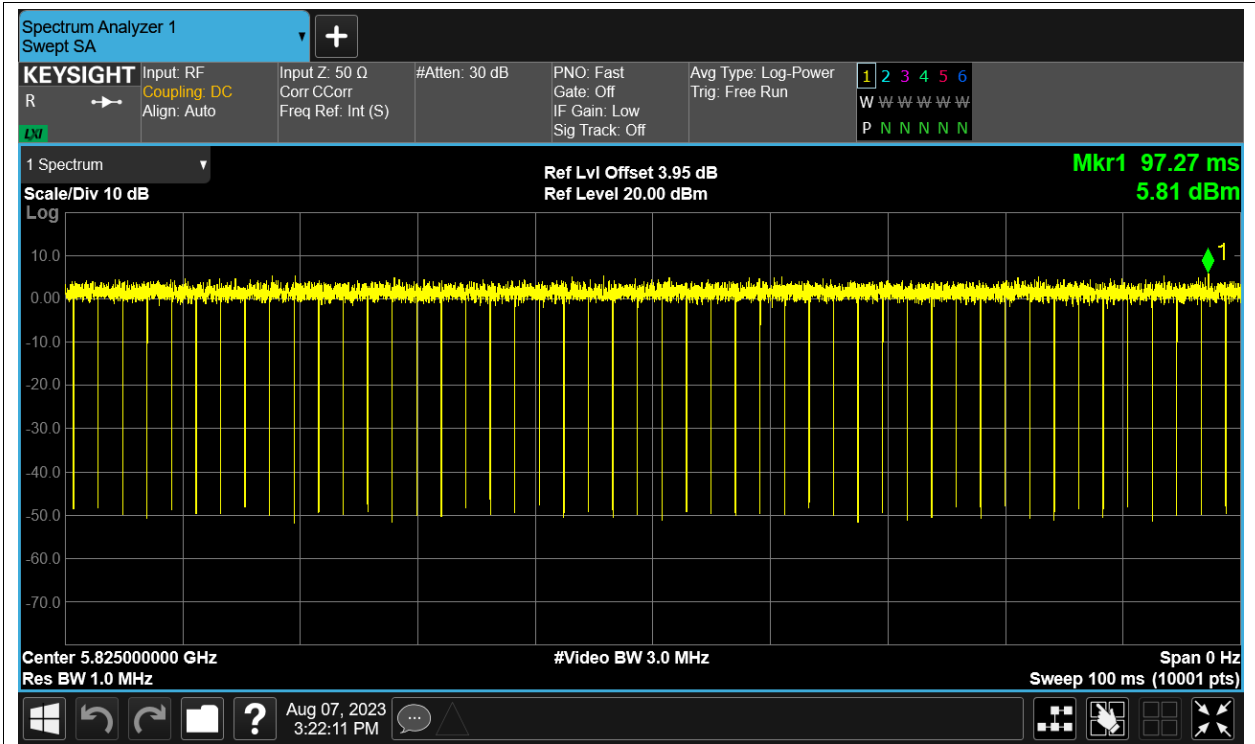 Spectrum Analyzer 1
Swept SA
KEYSIGHT
R
LXI
Input: RF
Coupling: DC
Align: Auto
Input Z: 50 Ω
Corr CCorr
Freq Ref: Int (S)
#Atten: 30 dB
PNO: Fast
Gate: Off
IF Gain: Low
Sig Track: Off
Avg Type: Log-Power
Trig: Free Run
1 2 3 4 5 6
W W W W W W
P N N N N N
1 Spectrum
Scale/Div 10 dB
Ref Lvl Offset 3.95 dB
Ref Level 20.00 dBm
Mkr1 97.27 ms
5.81 dBm
Log
1
10.0
0.00
-10.0
-20.0
-30.0
-40.0
-50.0
-60.0
-70.0
Center 5.825000000 GHz
#Video BW 3.0 MHz
Span 0 Hz
Res BW 1.0 MHz
Sweep 100 ms (10001 pts)
?
Aug 07, 2023
3:22:11 PM